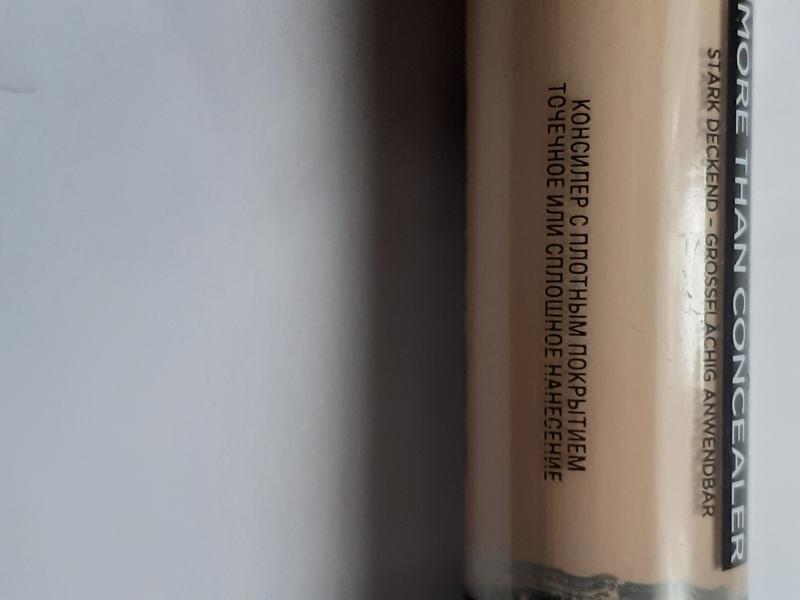 MORE THAN CONCEALER
STARK DECKEND - GROSSFLÄCHIG ANWENDBAR
КОНСИЛЕР С ПЛОТНЫМ ПОКРЫТИЕМ
ТОЧЕЧНОЕ ИЛИ СПЛОШНОЕ НАНЕСЕНИЕ